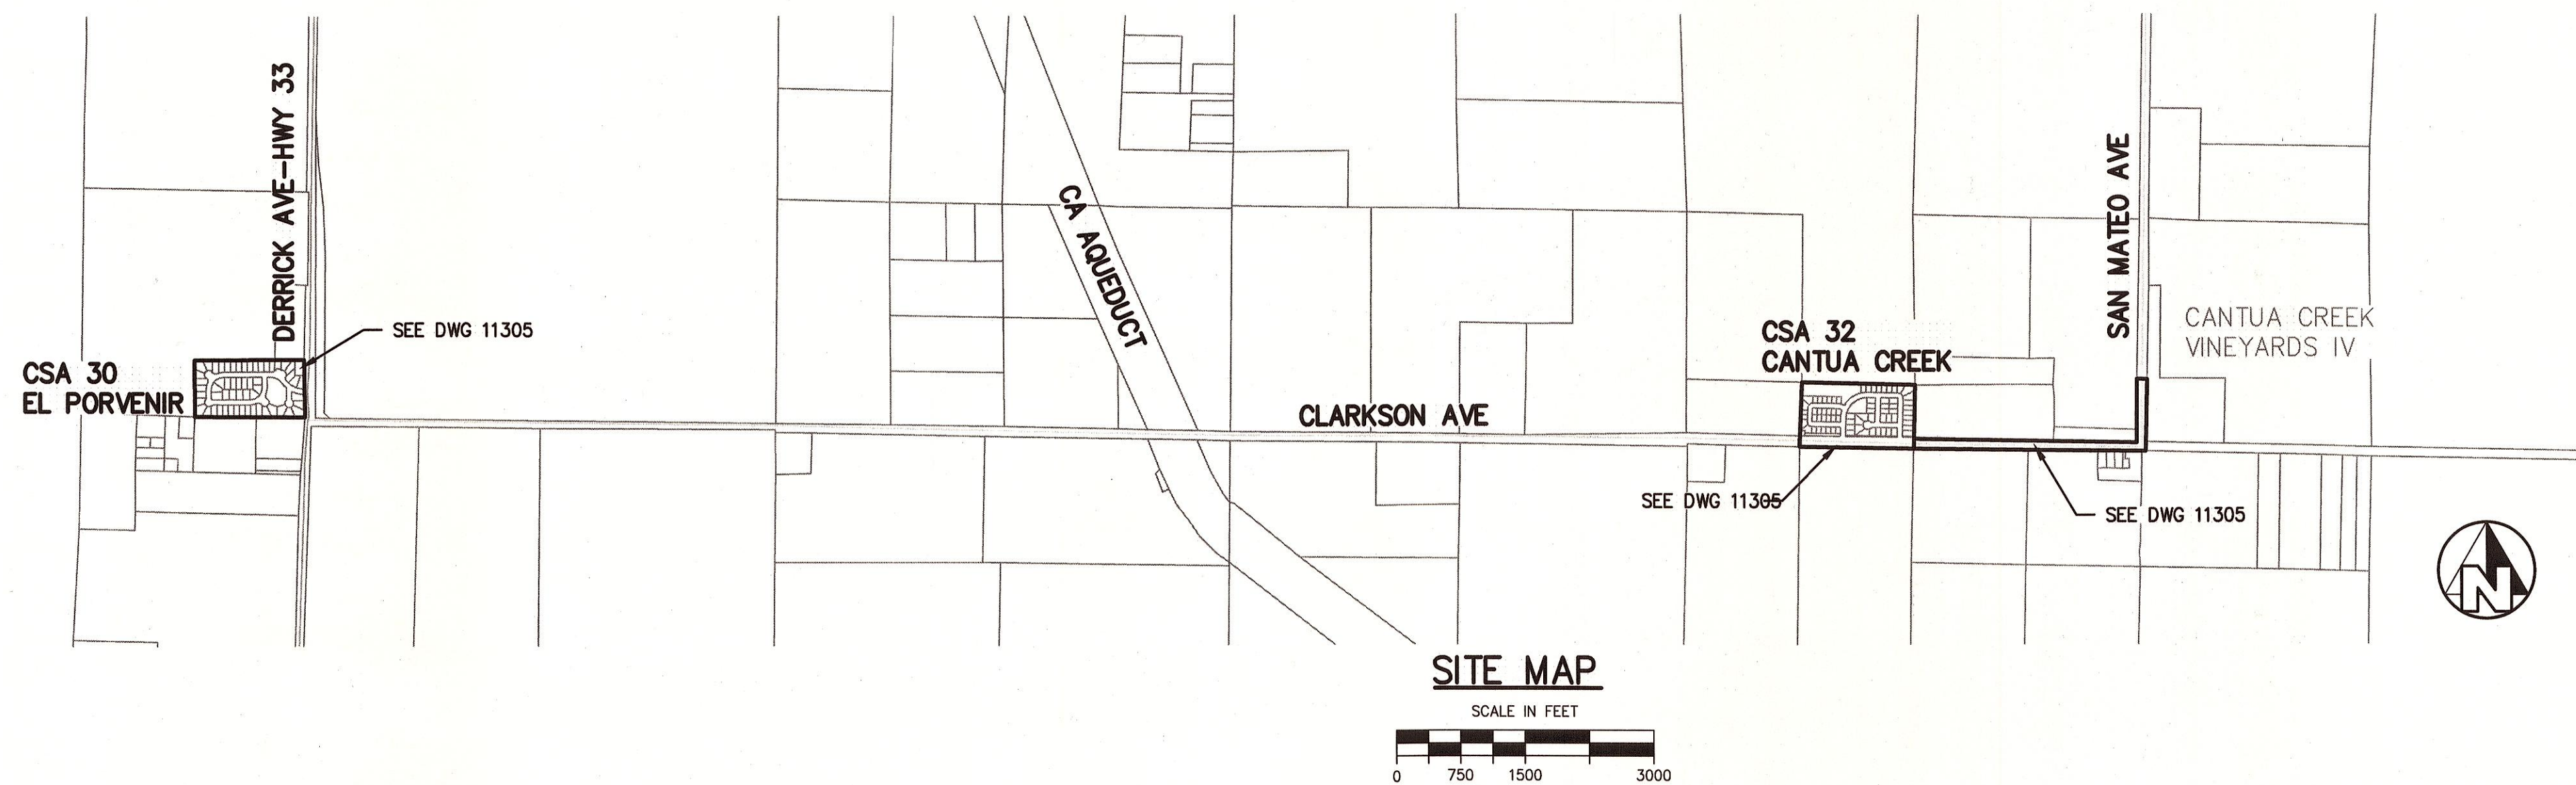 DERRICK AVE-HWY 33
SEE DWG 11305
CSA 30
EL PORVENIR
CA AQUEDUCT
CLARKSON AVE
CSA 32
CANTUA CREEK
SEE DWG 11305
SAN MATEO AVE
CANTUA CREEK
VINEYARDS IV
SEE DWG 11305
N
SITE MAP
SCALE IN FEET
0 750 1500 3000